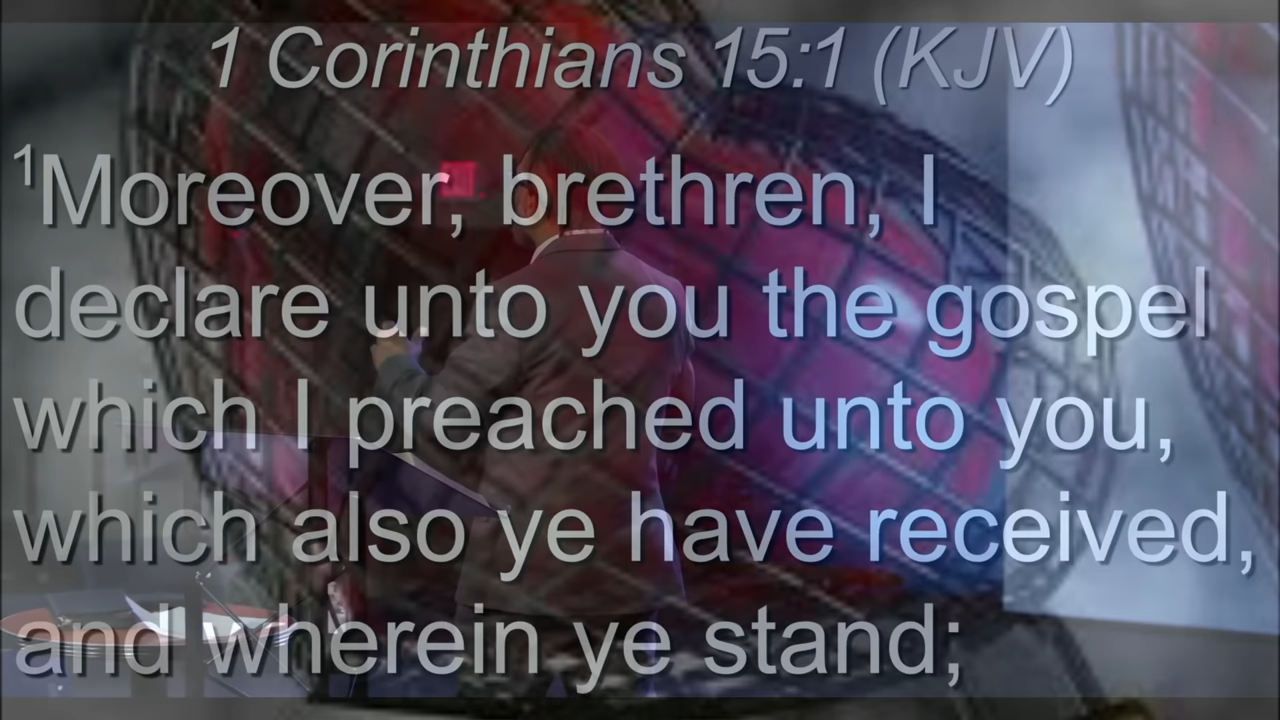 1 Corinthians 15:1 (KJV)
1Moreover, brethren, I
declare unto you the gospel
which I preached unto you,
which also ye have received,
and wherein ye stand;